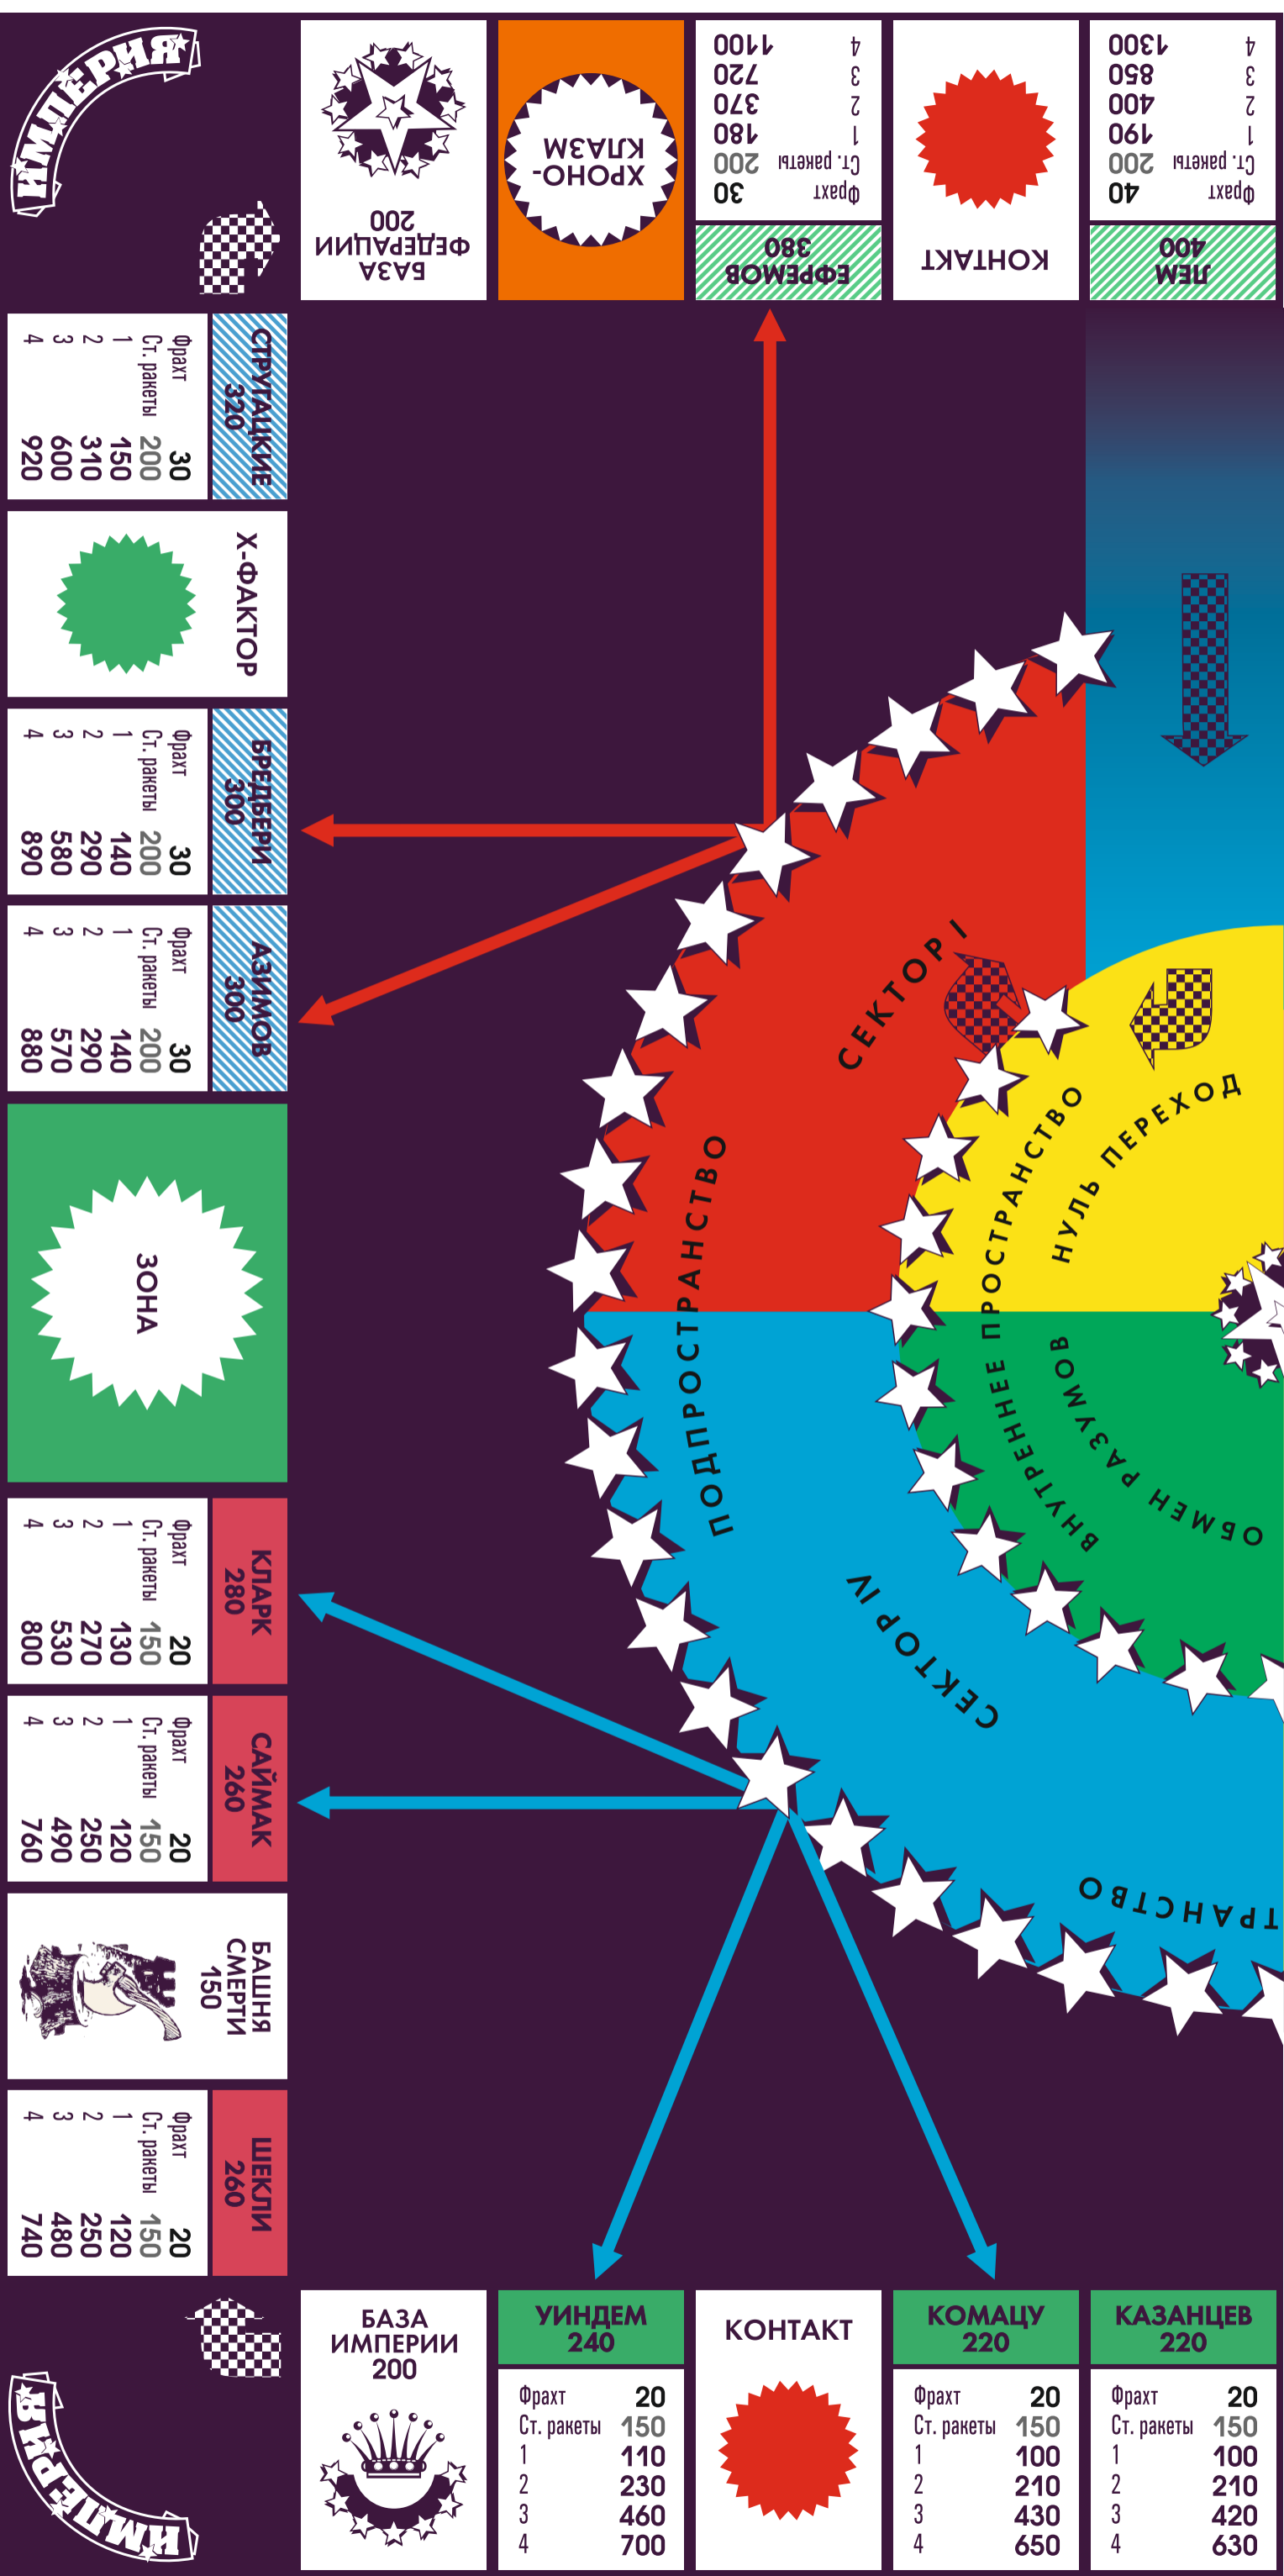 ИМПЕРИЯ
БАЗА
ФЕДЕРАЦИИ
200
ХРОНО-
КЛАЗМ
ЕФРЕМОВ
380
Фрахт 30
Ст. ракеты 200
1 180
2 370
3 720
4 1100
КОНТАКТ
ЛЕМ
400
Фрахт 40
Ст. ракеты 200
1 190
2 400
3 850
4 1300
СТРУГАЦКИЕ
320
Фрахт 30
Ст. ракеты 200
1 150
2 310
3 600
4 920
Х-ФАКТОР
БРЕДБЕРИ
300
Фрахт 30
Ст. ракеты 200
1 140
2 290
3 580
4 890
АЗИМОВ
300
Фрахт 30
Ст. ракеты 200
1 140
2 290
3 570
4 880
ЗОНА
КЛАРК
280
Фрахт 20
Ст. ракеты 150
1 130
2 270
3 530
4 800
САЙМАК
260
Фрахт 20
Ст. ракеты 150
1 120
2 250
3 490
4 760
БАШНЯ
СМЕРТИ
150
ШЕКЛИ
260
Фрахт 20
Ст. ракеты 150
1 120
2 250
3 480
4 740
СЕКТОР I
ПОДПРОСТРАНСТВО
ВНУТРЕННЕЕ ПРОСТРАНСТВО
НУЛЬ ПЕРЕХОД
ОБМЕН РАЗУМОВ
СЕКТОР IV
ТРАНСТВО
ИМПЕРИЯ
БАЗА
ИМПЕРИИ
200
УИНДЕМ
240
Фрахт 20
Ст. ракеты 150
1 110
2 230
3 460
4 700
КОНТАКТ
КОМАЦУ
220
Фрахт 20
Ст. ракеты 150
1 100
2 210
3 430
4 650
КАЗАНЦЕВ
220
Фрахт 20
Ст. ракеты 150
1 100
2 210
3 420
4 630